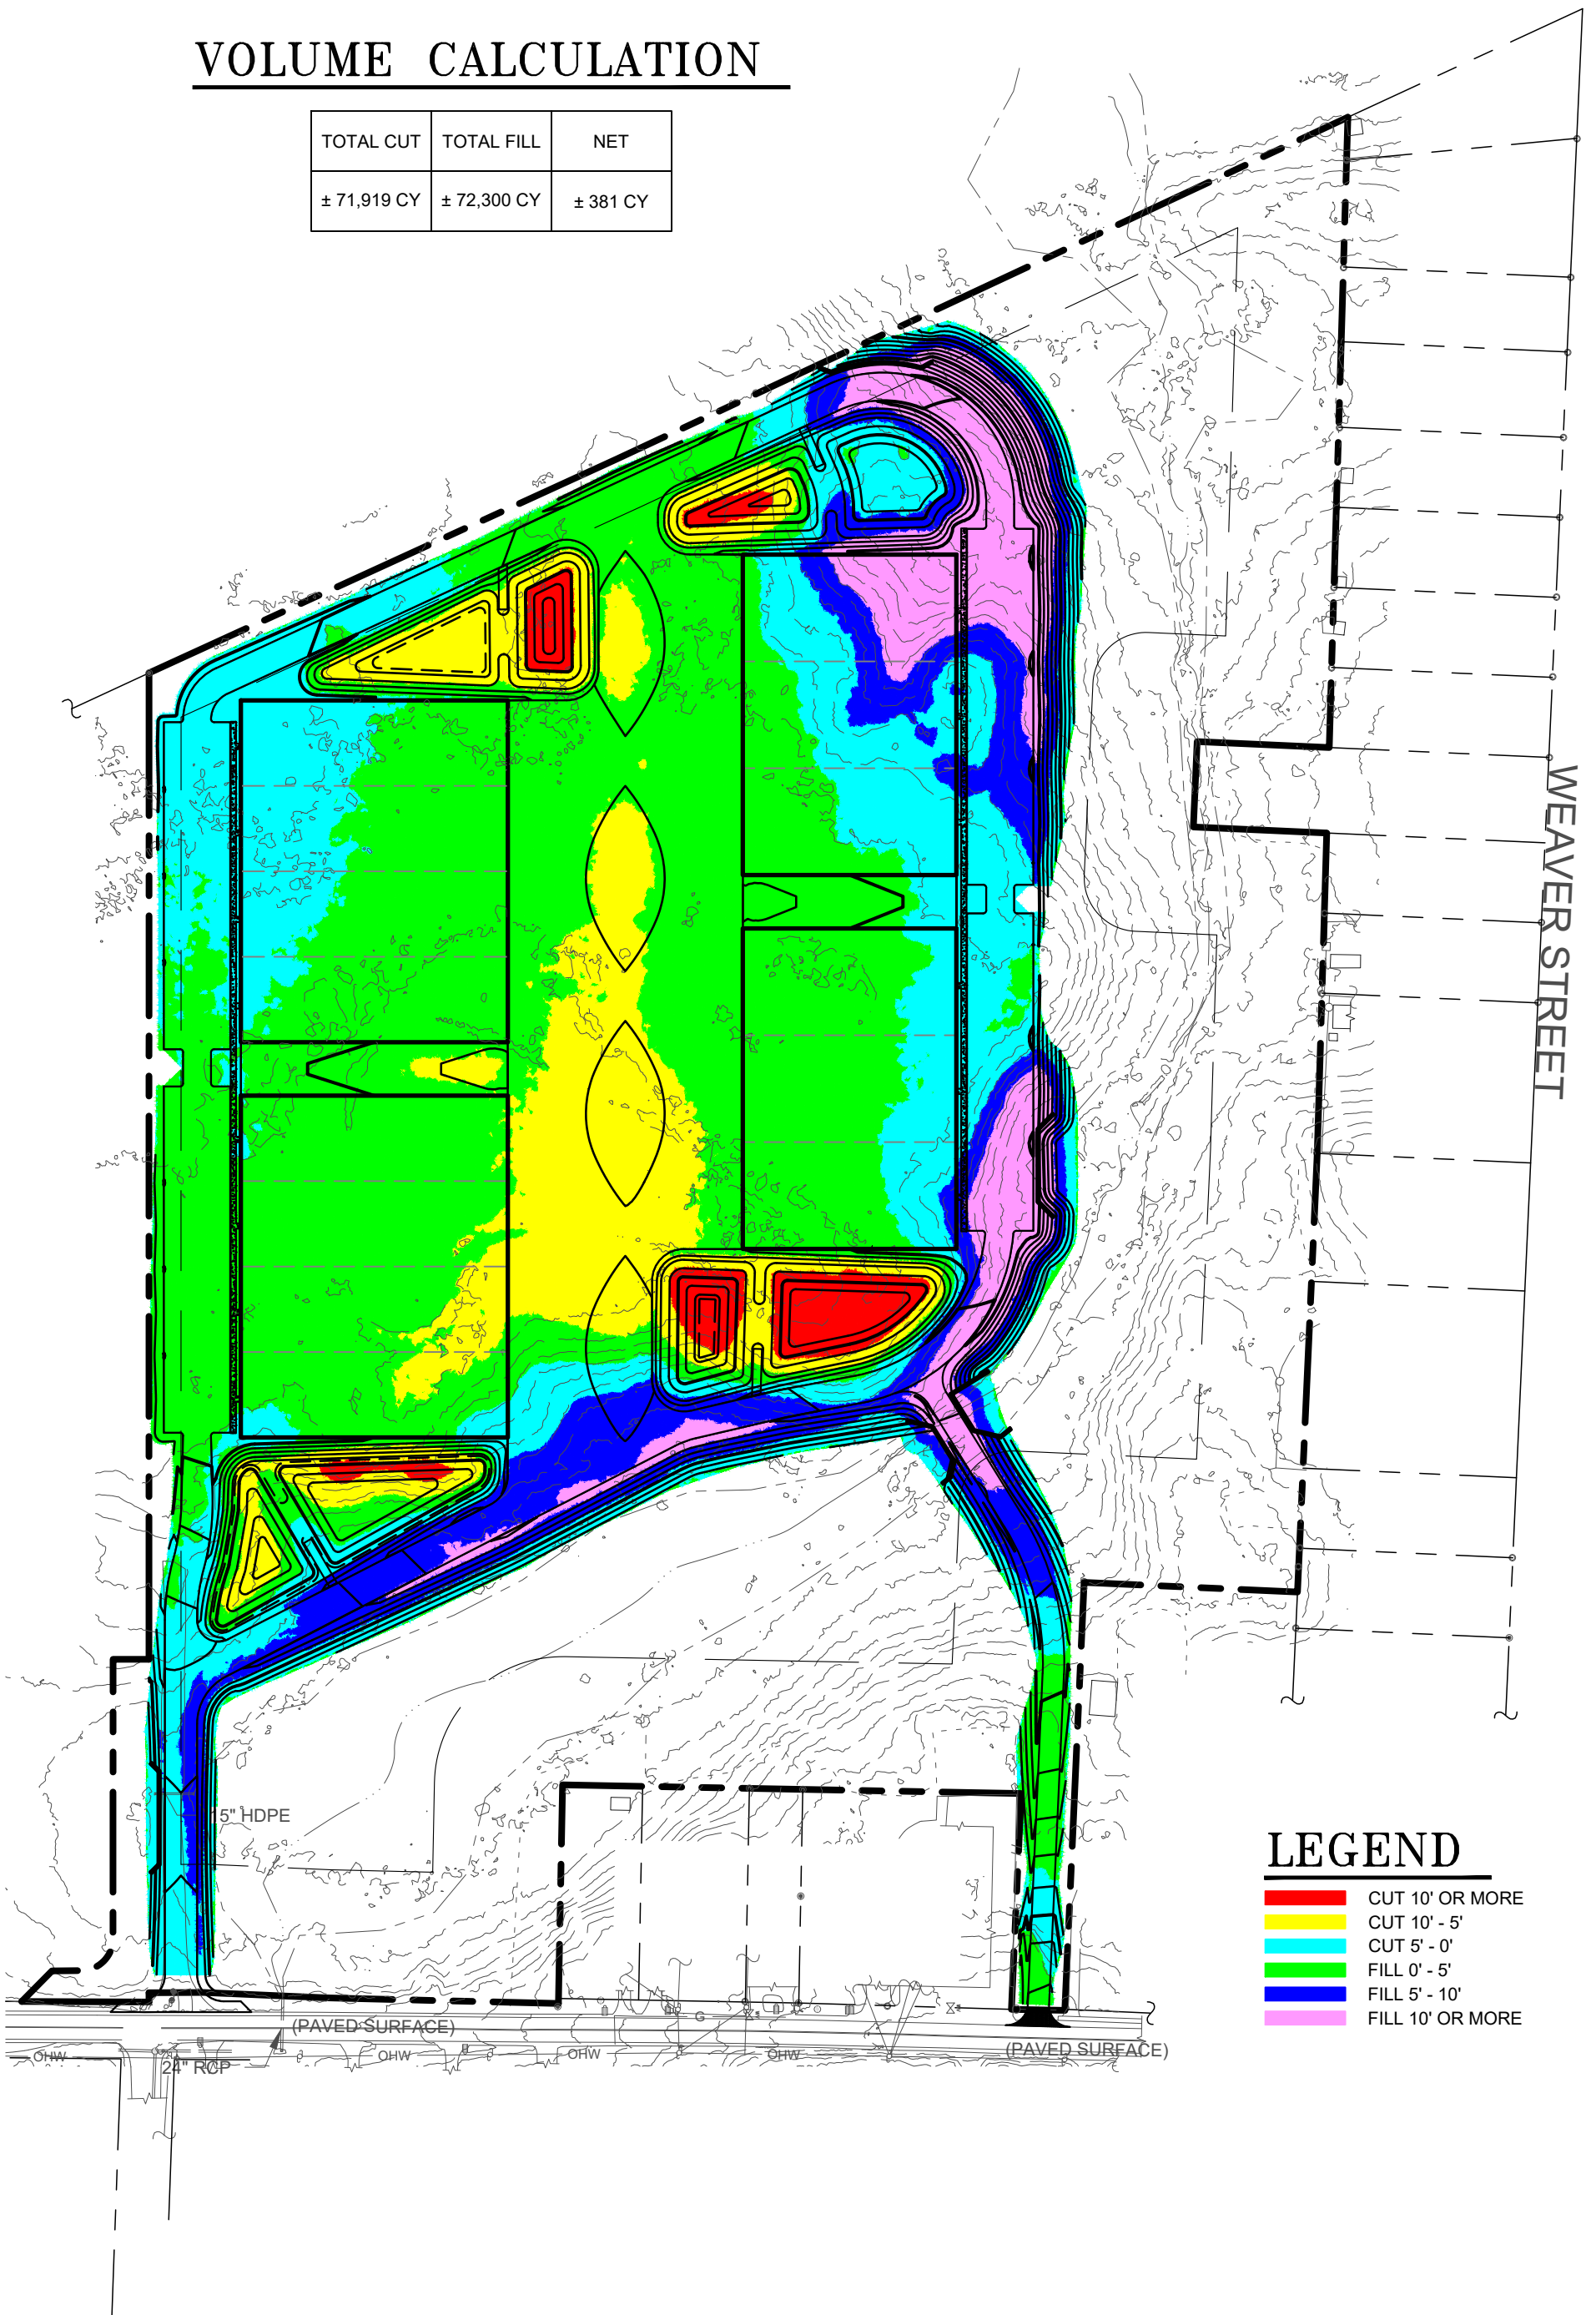 VOLUME CALCULATION
TOTAL CUT TOTAL FILL NET
± 71,919 CY ± 72,300 CY ± 381 CY
WEAVER STREET
15" HDPE
LEGEND
CUT 10' OR MORE
CUT 10' - 5'
CUT 5' - 0'
FILL 0' - 5'
FILL 5' - 10'
FILL 10' OR MORE
G
(PAVED SURFACE)
(PAVED SURFACE)
OHW
OHW
OHW
OHW
24" RCP